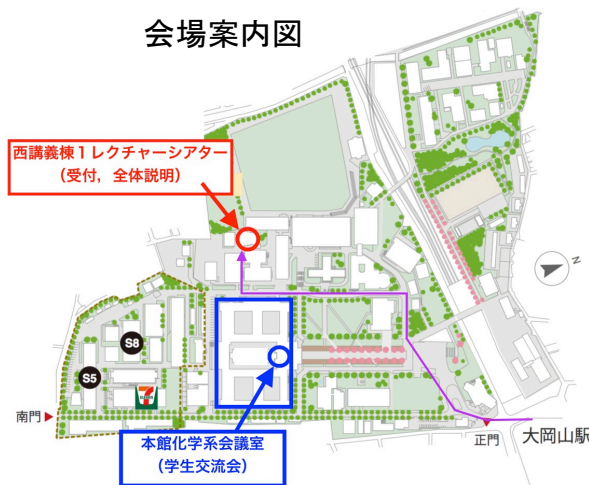 会場案内図
西講義棟1レクチャーシアター
(受付,全体説明)
N
S8
S5
7
ELEVEN
南門
本館化学系会議室
(学生交流会)
正門
大岡山駅